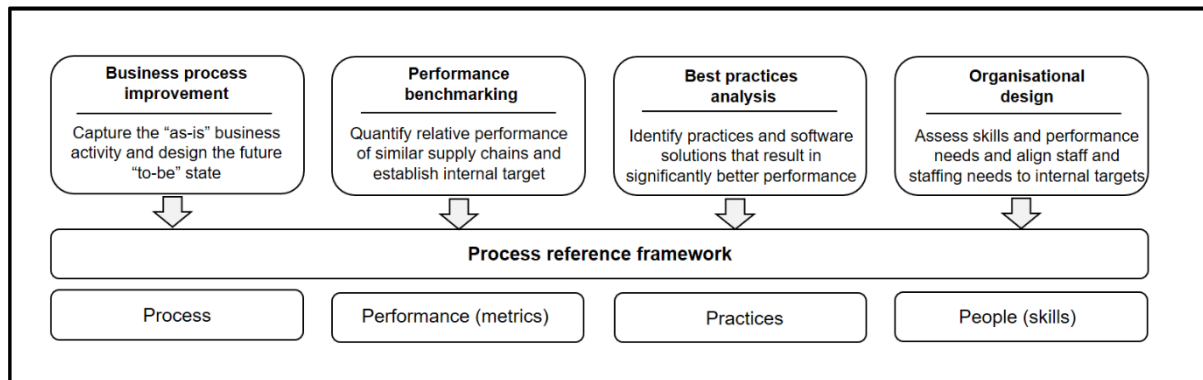 Business process
improvement
Capture the “as-is” business
activity and design the future
“to-be” state
Performance
benchmarking
Quantify relative performance
of similar supply chains and
establish internal target
Best practices
analysis
Identify practices and software
solutions that result in
significantly better performance
Organisational
design
Assess skills and performance
needs and align staff and
staffing needs to internal targets
Process reference framework
Process
Performance (metrics)
Practices
People (skills)